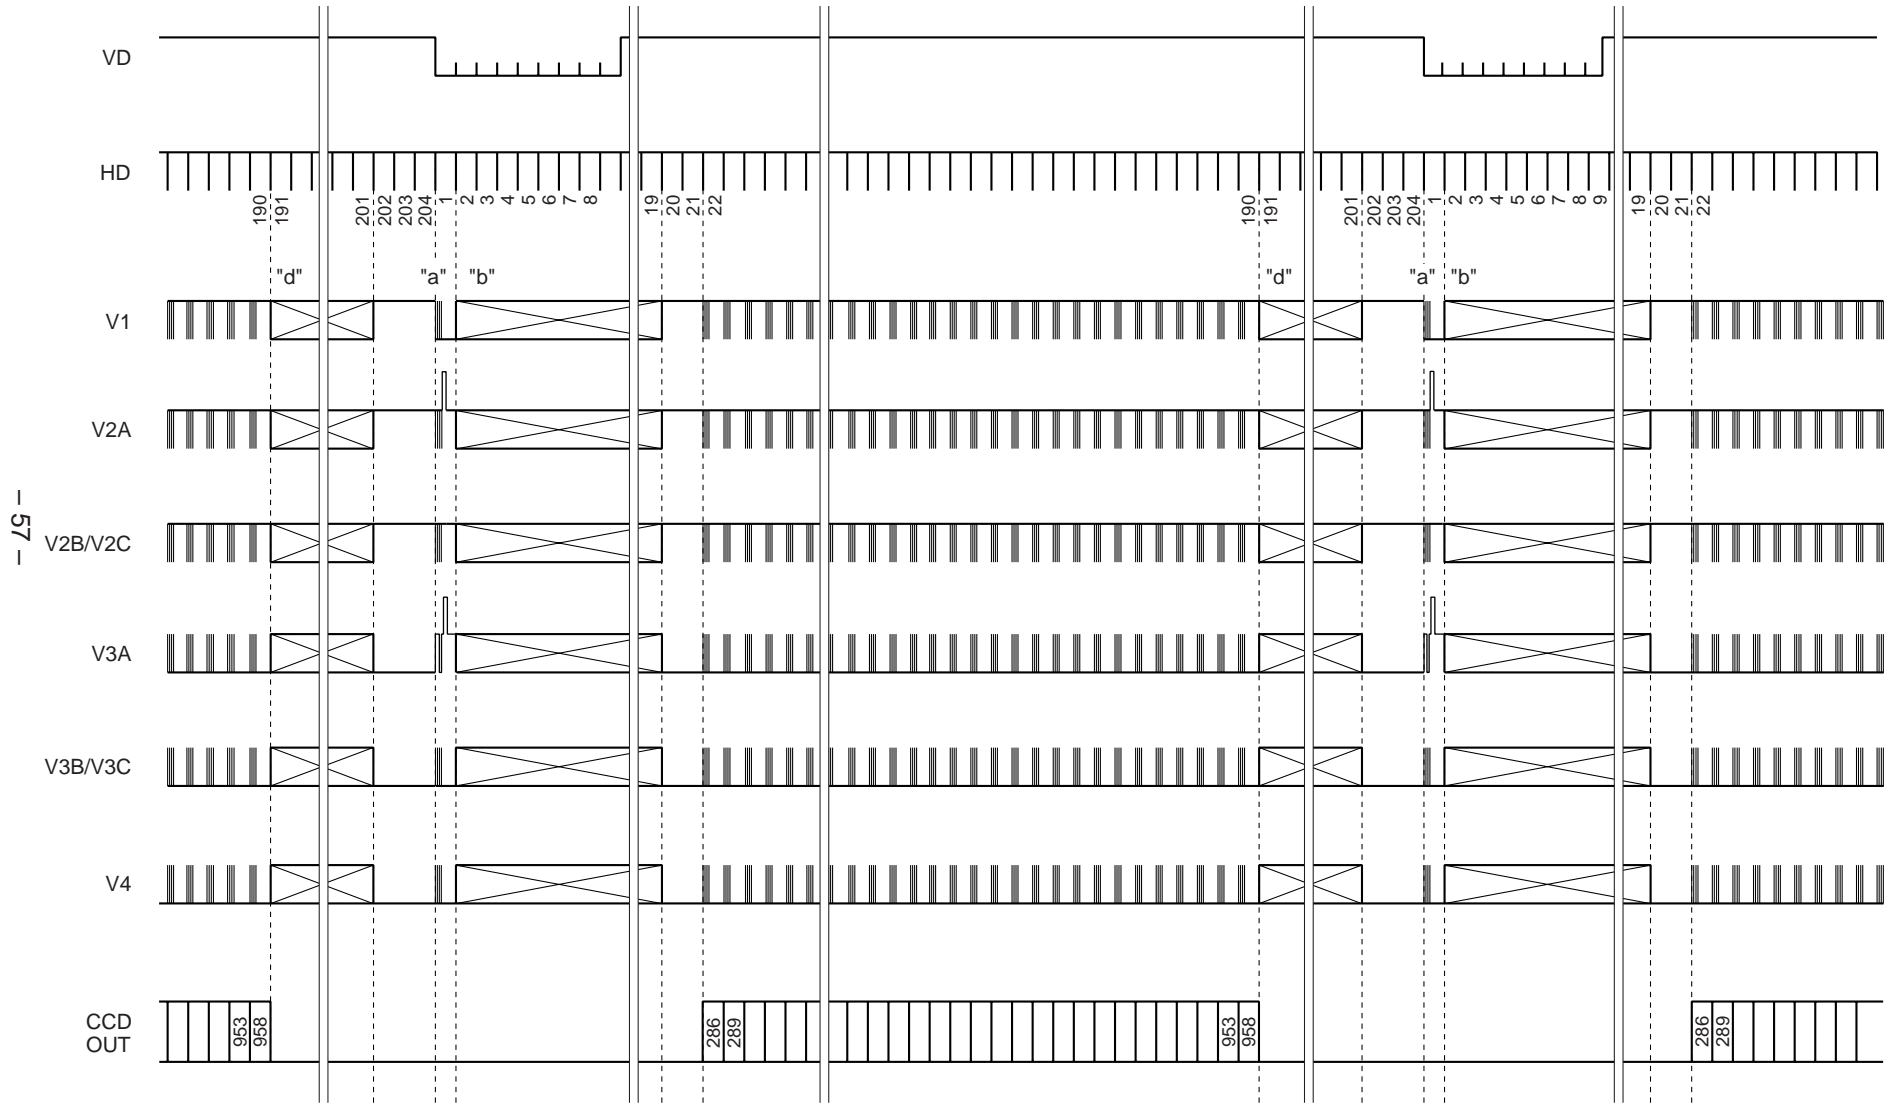 VD
HD
190 191 201 202 203 204 1 2 3 4 5 6 7 8 19 20 21 22 190 191 201 202 203 204 1 2 3 4 5 6 7 8 9 19 20 21 22
"d" "a" "b" "d" "a" "b"
V1
V2A
V2B/V2C
V3A
V3B/V3C
V4
CCD
OUT
953 958 286 289 953 958 286 289
– 57 –